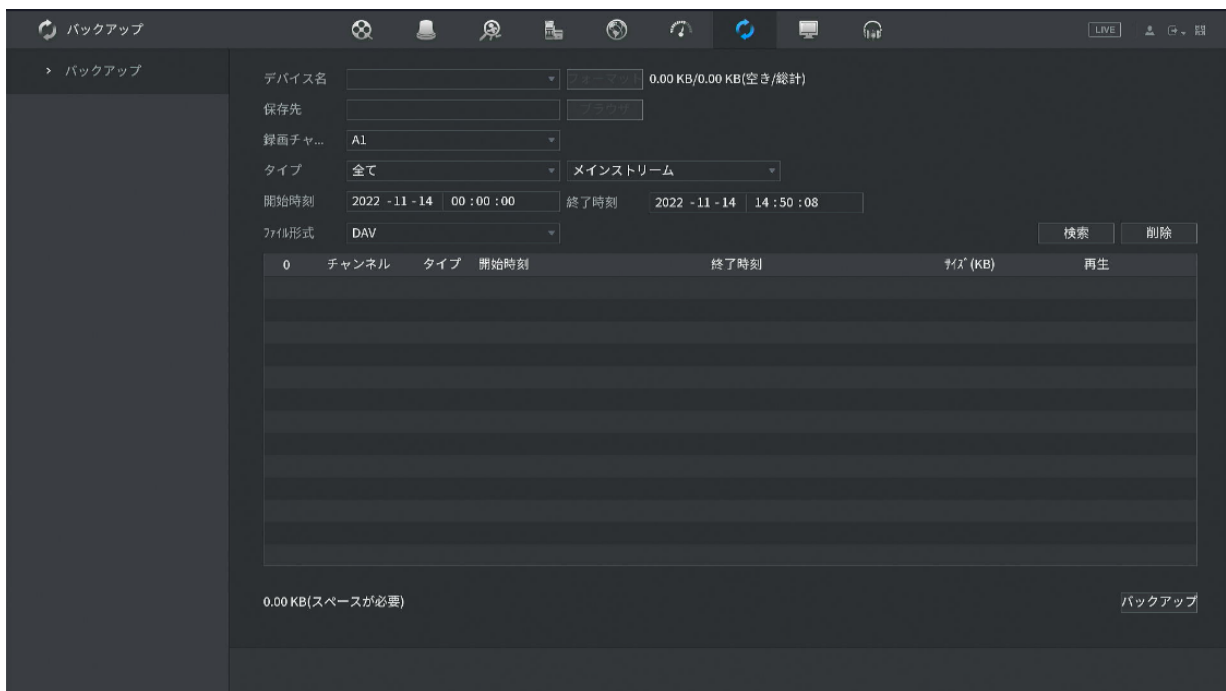 バックアップ
LIVE
> バックアップ
デバイス名 フォーマット 0.00 KB/0.00 KB(空き/総計)
保存先 ブラウザ
録画チャ... A1
タイプ 全て メインストリーム
開始時刻 2022 -11 -14 00 :00 :00 終了時刻 2022 -11 -14 14 :50 :08
ファイル形式 DAV 検索 削除
0 チャンネル タイプ 開始時刻 終了時刻 サイズ(KB) 再生
0.00 KB(スペースが必要) バックアップ